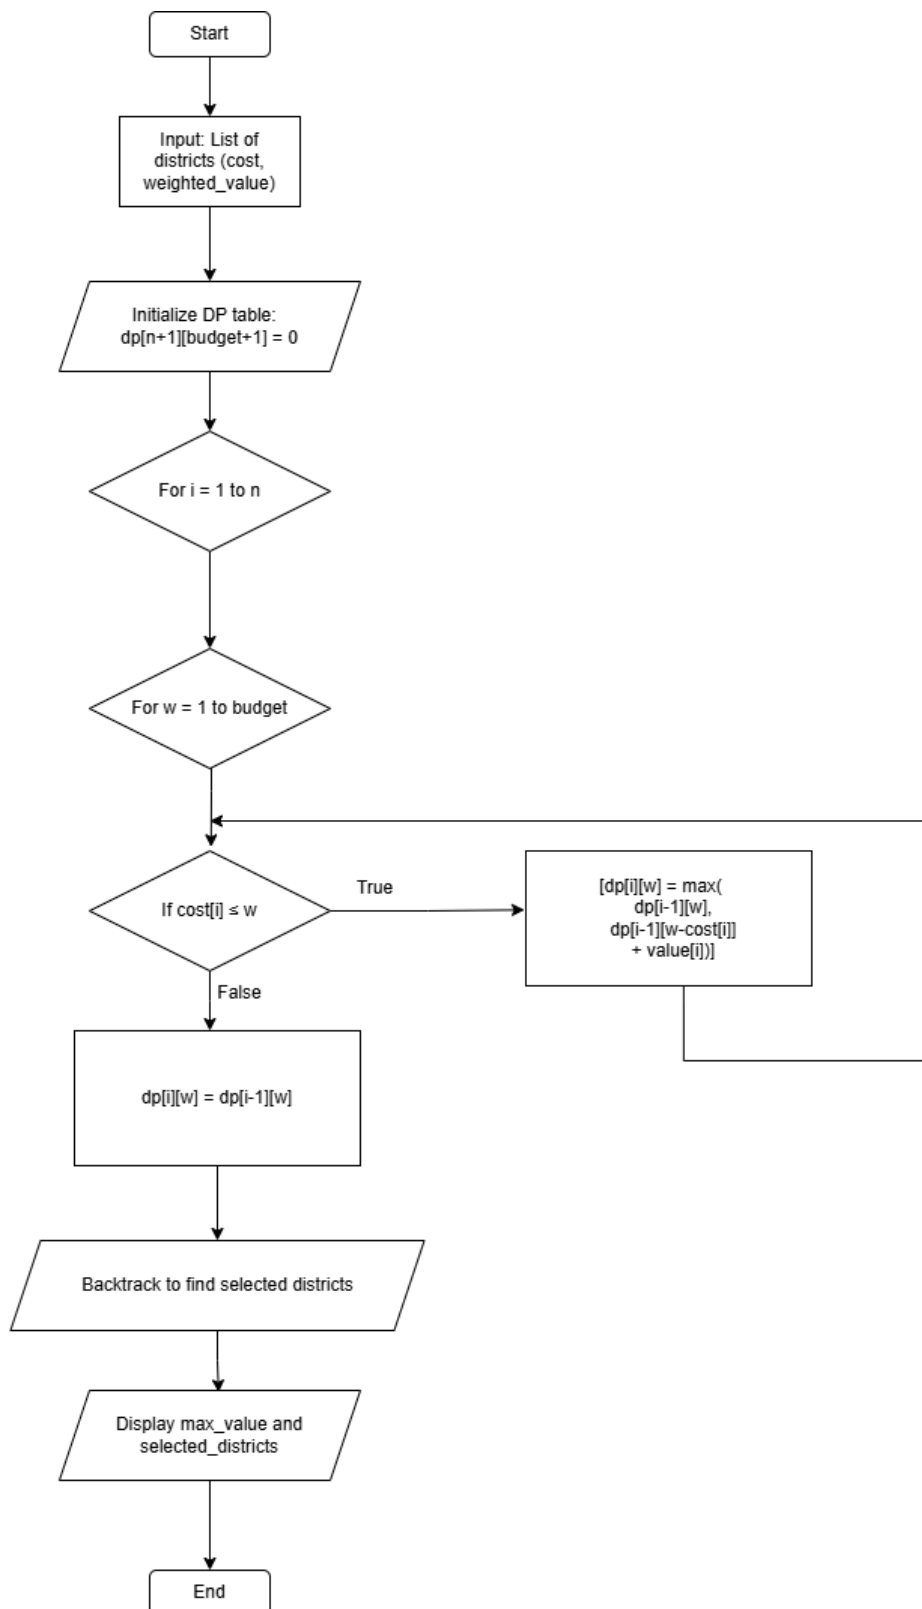 Start
Input: List of
districts (cost,
weighted_value)
Initialize DP table:
dp[n+1][budget+1] = 0
For i = 1 to n
For w = 1 to budget
If cost[i] ≤ w
True
[dp[i][w] = max(
dp[i-1][w],
dp[i-1][w-cost[i]]
+ value[i])]
False
dp[i][w] = dp[i-1][w]
Backtrack to find selected districts
Display max_value and
selected_districts
End